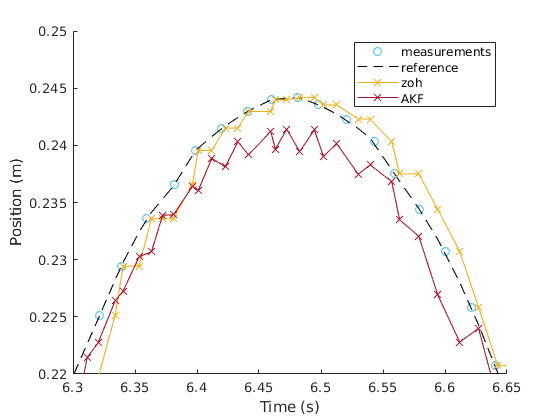 0.25
0.245
0.24
0.235
0.23
0.225
0.22
Position (m)
measurements
reference
zoh
AKF
6.3 6.35 6.4 6.45 6.5 6.55 6.6 6.65
Time (s)